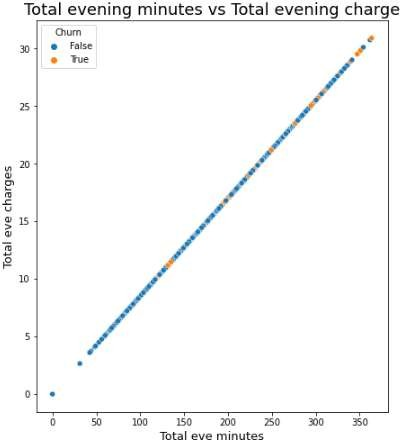 Total evening minutes vs Total evening charge
Churn
False
True
Total eve charges
30
25
20
15
10
5
0
0 50 100 150 200 250 300 350
Total eve minutes